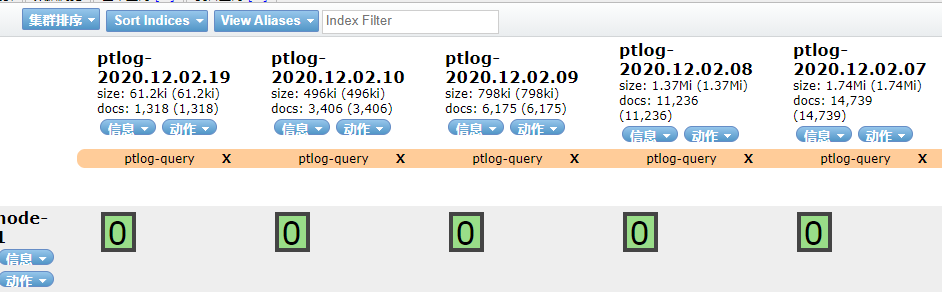 集群排序 Sort Indices View Aliases Index Filter
ptlog-2020.12.02.19
size: 61.2ki (61.2ki)
docs: 1,318 (1,318)
信息 动作
ptlog-2020.12.02.10
size: 496ki (496ki)
docs: 3,406 (3,406)
信息 动作
ptlog-2020.12.02.09
size: 798ki (798ki)
docs: 6,175 (6,175)
信息 动作
ptlog-2020.12.02.08
size: 1.37Mi (1.37Mi)
docs: 11,236
(11,236)
信息 动作
ptlog-2020.12.02.07
size: 1.74Mi (1.74Mi)
docs: 14,739
(14,739)
信息 动作
ptlog-query X ptlog-query X ptlog-query X ptlog-query X ptlog-query X
node-
1
信息
动作
0 0 0 0 0